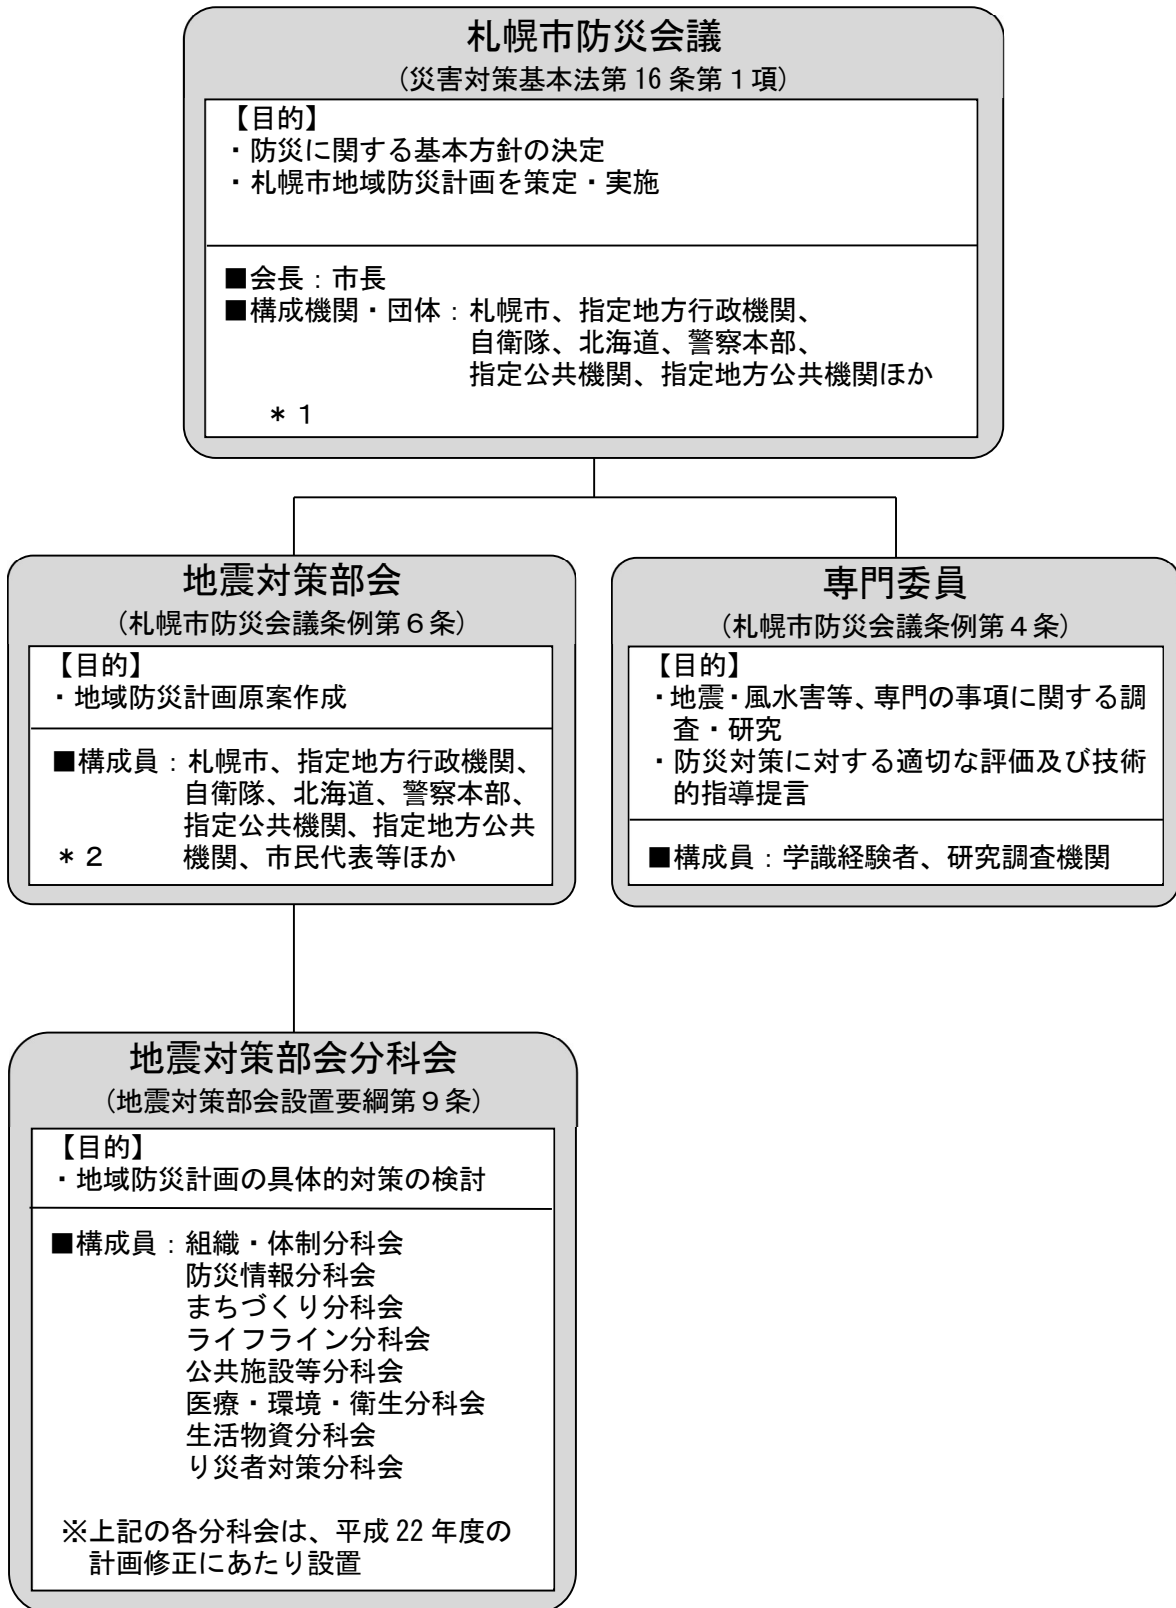 札幌市防災会議
(災害対策基本法第16条第１項)
【目的】
・防災に関する基本方針の決定
・札幌市地域防災計画を策定・実施
■会長：市長
■構成機関・団体：札幌市、指定地方行政機関、
自衛隊、北海道、警察本部、
指定公共機関、指定地方公共機関ほか
＊１
地震対策部会
(札幌市防災会議条例第６条)
【目的】
・地域防災計画原案作成
■構成員：札幌市、指定地方行政機関、
自衛隊、北海道、警察本部、
指定公共機関、指定地方公共
＊２　機関、市民代表等ほか
専門委員
(札幌市防災会議条例第４条)
【目的】
・地震・風水害等、専門の事項に関する調
査・研究
・防災対策に対する適切な評価及び技術
的指導提言
■構成員：学識経験者、研究調査機関
地震対策部会分科会
(地震対策部会設置要綱第９条)
【目的】
・地域防災計画の具体的対策の検討
■構成員：組織・体制分科会
防災情報分科会
まちづくり分科会
ライフライン分科会
公共施設等分科会
医療・環境・衛生分科会
生活物資分科会
り災者対策分科会
※上記の各分科会は、平成22年度の
計画修正にあたり設置